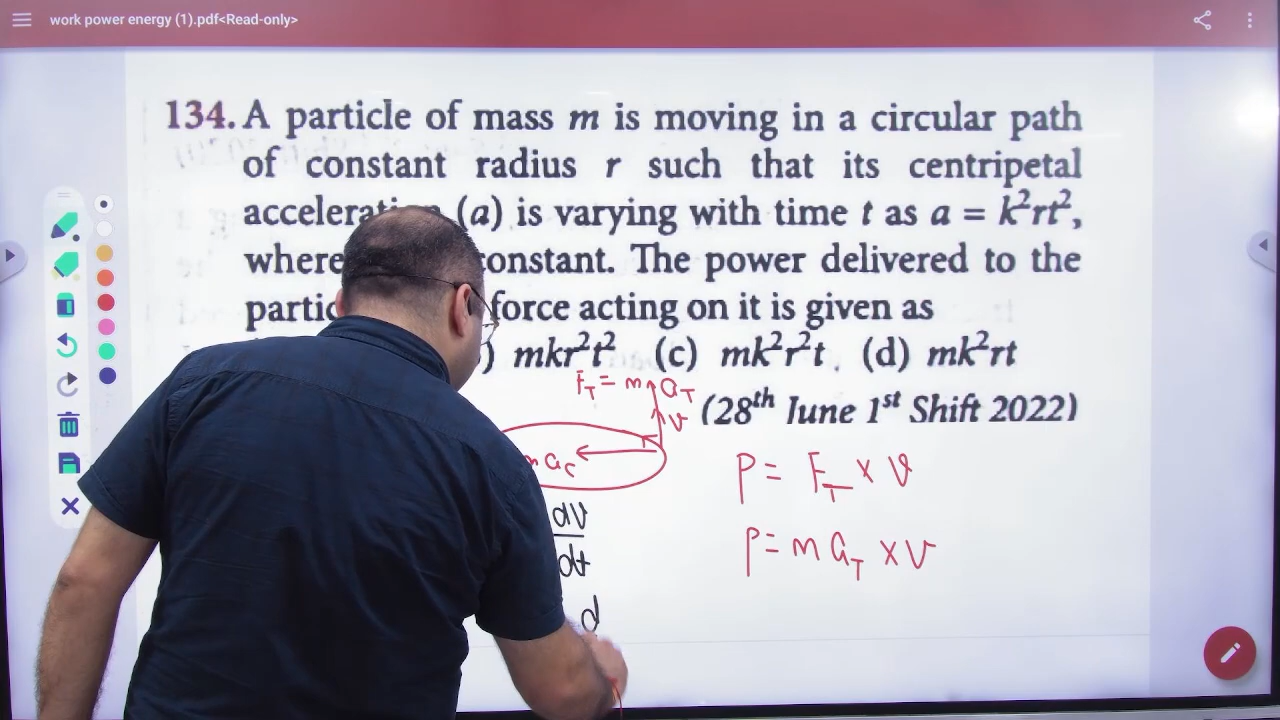 work power energy (1).pdf<Read-only>
134. A particle of mass m is moving in a circular path
of constant radius r such that its centripetal
(a) is varying with time t as a = k²rt²,
where constant. The power delivered to the
force acting on it is given as
mkr²t² (c) mk²r²t (d) mk²rt
F_T = m a_T
(28th June 1st Shift 2022)
v
m a_c
P = F_T × v
dv
P = m a_T × v
dt
d